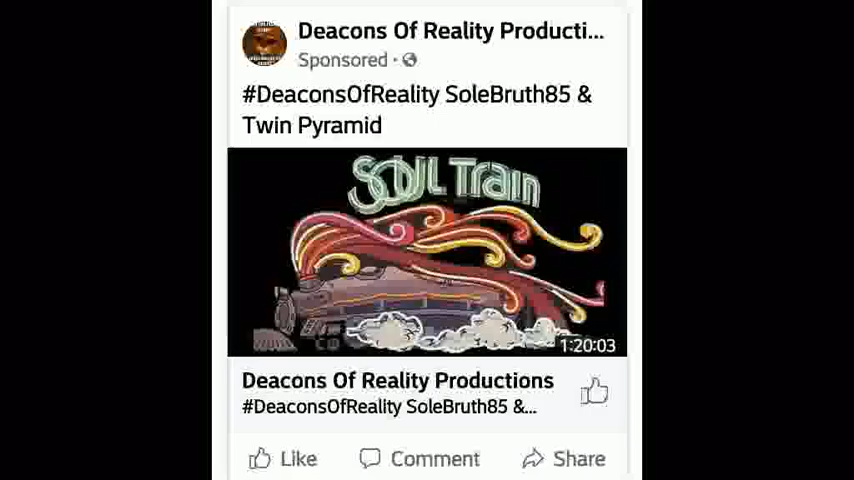 Deacons Of Reality Producti...
Sponsored ·
#DeaconsOfReality SoleBruth85 &
Twin Pyramid
SOUL Train
1:20:03
Deacons Of Reality Productions
#DeaconsOfReality SoleBruth85 &...
Like Comment Share